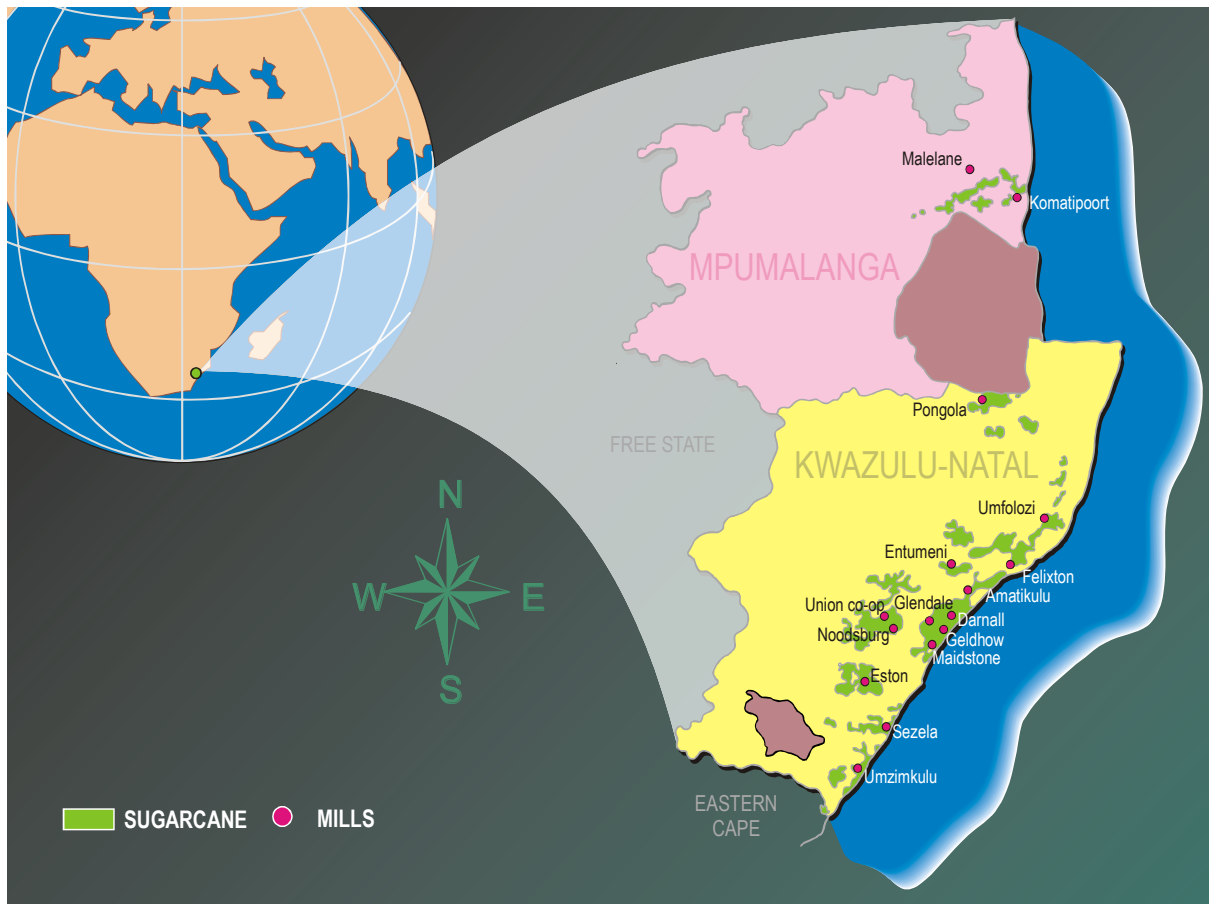 Malelane
Komatipoort
MPUMALANGA
Pongola
FREE STATE
KWAZULU-NATAL
N
W
E
S
Umfolozi
Entumeni
Felixton
Amatikulu
Union co-op
Glendale
Darnall
Noodsburg
Geldhow
Maidstone
Eston
Sezela
Umzimkulu
EASTERN
CAPE
SUGARCANE
MILLS